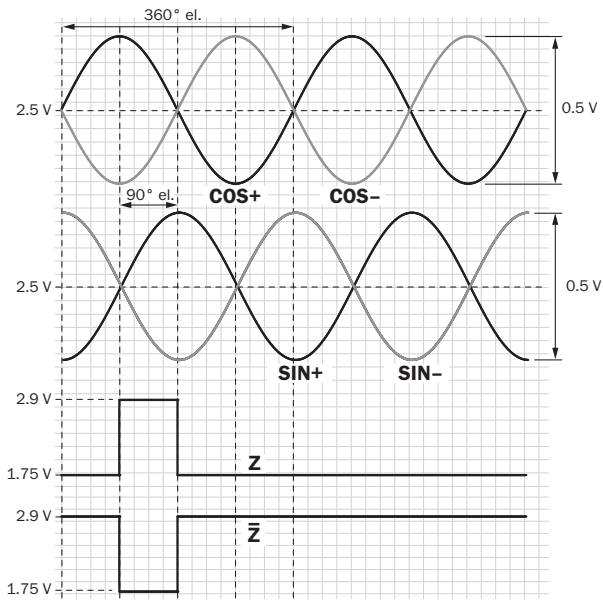 360° el.
2.5 V
0.5 V
COS+ COS–
90° el.
2.5 V
0.5 V
SIN+ SIN–
2.9 V
Z
1.75 V
2.9 V
Z̅
1.75 V